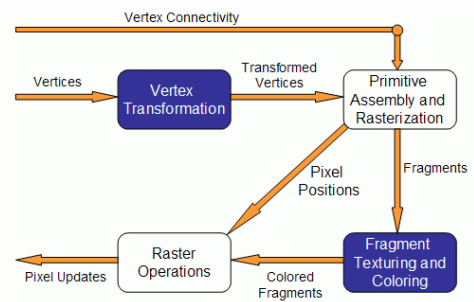 Vertex Connectivity
Vertices
Vertex
Transformation
Transformed
Vertices
Primitive
Assembly and
Rasterization
Pixel
Positions
Fragments
Fragment
Texturing and
Coloring
Colored
Fragments
Raster
Operations
Pixel Updates